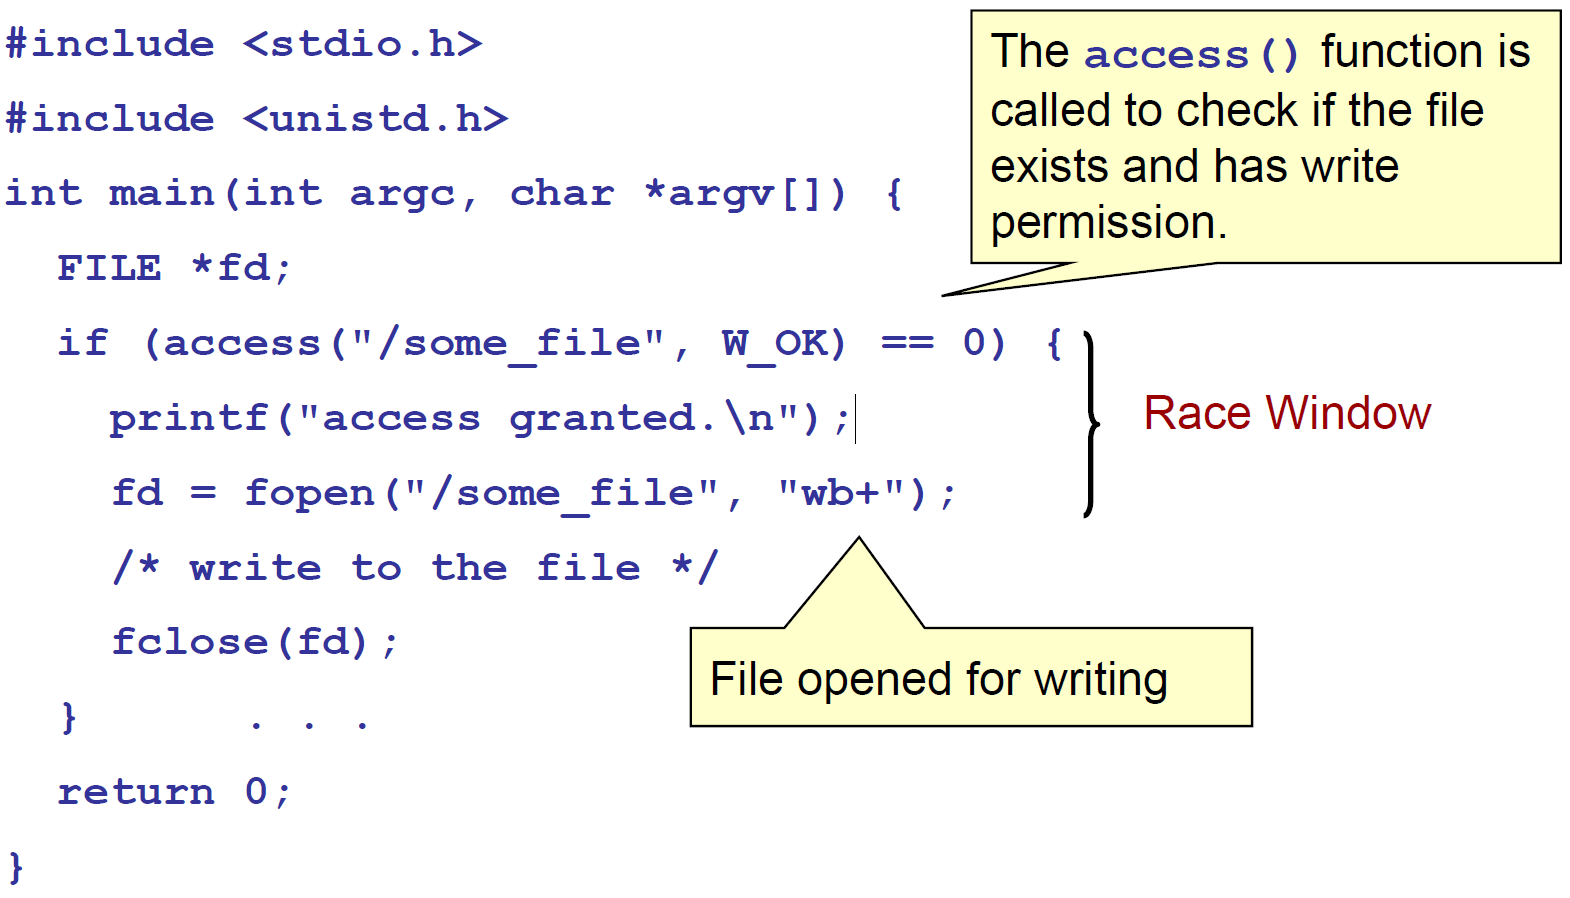 #include <stdio.h>
#include <unistd.h>
int main(int argc, char *argv[]) {
FILE *fd;
if (access("/some_file", W_OK) == 0) {
printf("access granted.\n");
fd = fopen("/some_file", "wb+");
/* write to the file */
fclose(fd);
} . . .
return 0;
}
The access() function is
called to check if the file
exists and has write
permission.
Race Window
File opened for writing